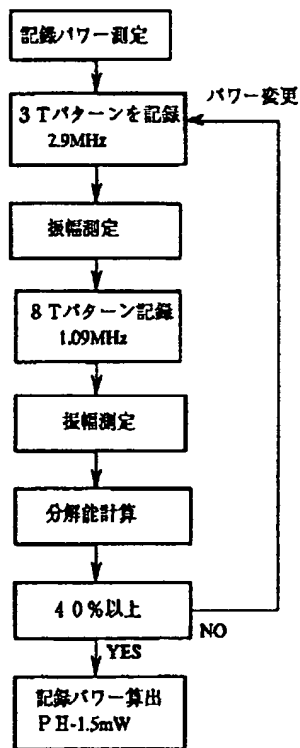 記録パワー測定
パワー変更
3Tパターンを記録
2.9MHz
振幅測定
8Tパターン記録
1.09MHz
振幅測定
分解能計算
40%以上
NO
YES
記録パワー算出
PH-1.5mW